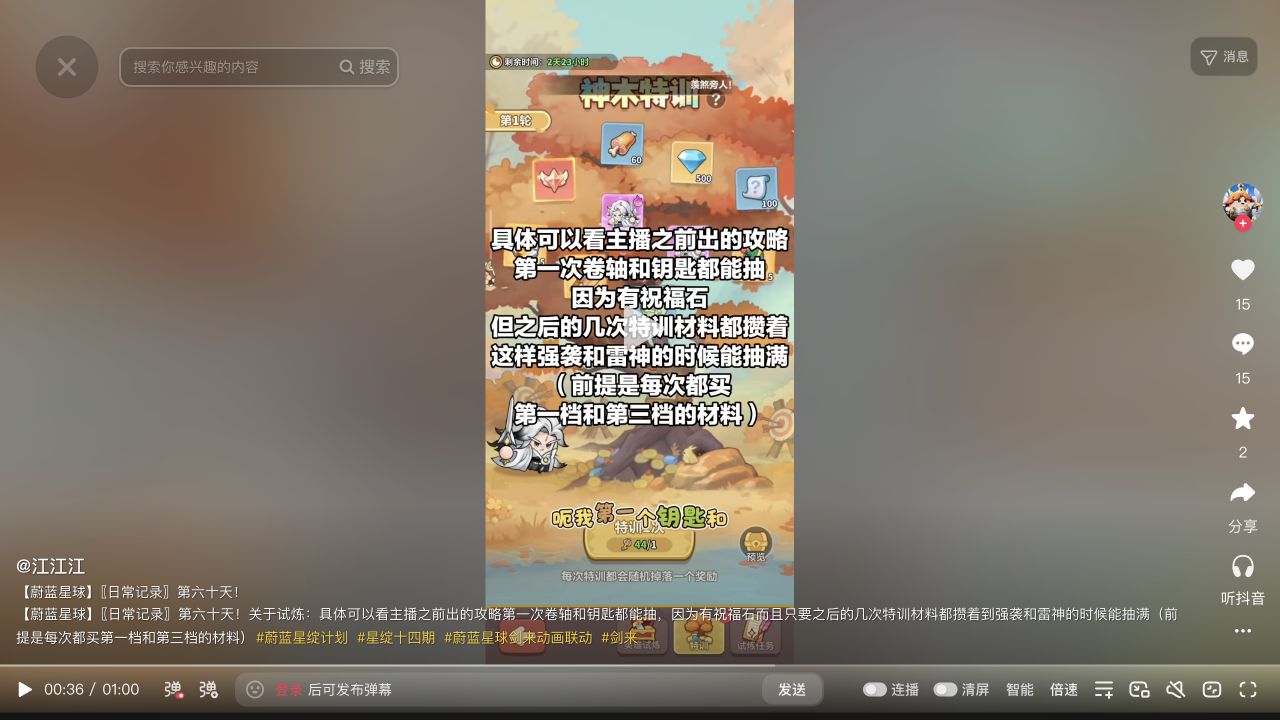 搜索你感兴趣的内容
搜索
消息
剩余时间：2天23小时
羡煞旁人！
神木特训
?
第1轮
60
500
100
具体可以看主播之前出的攻略
第一次卷轴和钥匙都能抽
因为有祝福石
但之后的几次特训材料都攒着
这样强袭和雷神的时候能抽满
（前提是每次都买
第一档和第三档的材料）
15
15
2
分享
听抖音
呃我第一个钥匙和
44/1
预览
每次特训都会随机掉落一个奖励
@江江江
【蔚蓝星球】〖日常记录〗第六十天！
【蔚蓝星球】〖日常记录〗第六十天！关于试炼：具体可以看主播之前出的攻略第一次卷轴和钥匙都能抽，因为有祝福石而且只要之后的几次特训材料都攒着到强袭和雷神的时候能抽满（前
提是每次都买第一档和第三档的材料）#蔚蓝星绽计划 #星绽十四期 #蔚蓝星球剑来动画联动 #剑来
英雄试炼
特训
试炼任务
00:36 / 01:00
弹
弹
登录 后可发布弹幕
发送
连播
清屏
智能
倍速